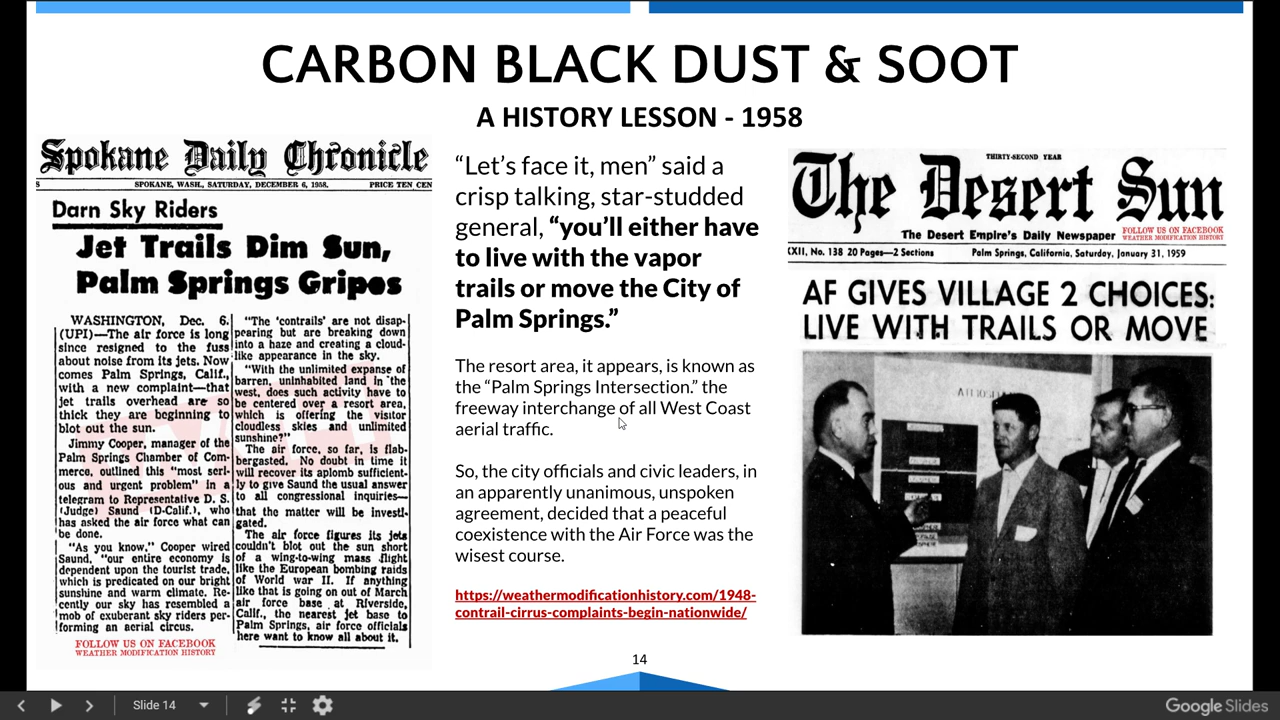 CARBON BLACK DUST & SOOT
A HISTORY LESSON - 1958
Spokane Daily Chronicle
S
SPOKANE, WASH., SATURDAY, DECEMBER 6, 1958.
PRICE TEN CEN
Darn Sky Riders
Jet Trails Dim Sun,
Palm Springs Gripes
WASHINGTON, Dec. 6.
(UPI)—The air force is long
since resigned to the fuss
about noise from its jets. Now
comes Palm Springs, Calif.,
with a new complaint—that
jet trails overhead are so
thick they are beginning to
blot out the sun.
Jimmy Cooper, manager of the
Palm Springs Chamber of Com-
merce, outlined this "most seri-
ous and urgent problem" in a
telegram to Representative D. S.
(Judge) Saund (D-Calif.), who
has asked the air force what can
be done.
"As you know," Cooper wired
Saund, "our entire economy is
dependent upon the tourist trade,
which is predicated on our bright
sunshine and warm climate. Re-
cently our sky has resembled a
mob of exuberant sky riders per-
forming an aerial circus.
"The 'contrails' are not disap-
pearing but are breaking down
into a haze and creating a cloud-
like appearance in the sky.
"With the unlimited expanse of
barren, uninhabited land in the
west, does such activity have to
be centered over a resort area,
which is offering the visitor
cloudless skies and unlimited
sunshine?"
The air force, so far, is flab-
bergasted. No doubt in time it
will recover its aplomb sufficient-
ly to give Saund the usual answer
to all congressional inquiries—
that the matter will be investi-
gated.
The air force figures its jets
couldn't blot out the sun short
of a wing-to-wing mass flight
like the European bombing raids
of World war II. If anything
like that is going on out of March
air force base at Riverside,
Calif., the nearest jet base to
Palm Springs, air force officials
here want to know all about it.
FOLLOW US ON FACEBOOK
WEATHER MODIFICATION HISTORY
“Let’s face it, men” said a
crisp talking, star-studded
general, “you’ll either have
to live with the vapor
trails or move the City of
Palm Springs.”
The resort area, it appears, is known as
the “Palm Springs Intersection.” the
freeway interchange of all West Coast
aerial traffic.
So, the city officials and civic leaders, in
an apparently unanimous, unspoken
agreement, decided that a peaceful
coexistence with the Air Force was the
wisest course.
https://weathermodificationhistory.com/1948-
contrail-cirrus-complaints-begin-nationwide/
THIRTY-SECOND YEAR
The Desert Sun
The Desert Empire's Daily Newspaper
FOLLOW US ON FACEBOOK
WEATHER MODIFICATION HISTORY
XXII, No. 138 20 Pages—2 Sections
Palm Springs, California, Saturday, January 31, 1959
AF GIVES VILLAGE 2 CHOICES:
LIVE WITH TRAILS OR MOVE
14
Slide 14
Google Slides